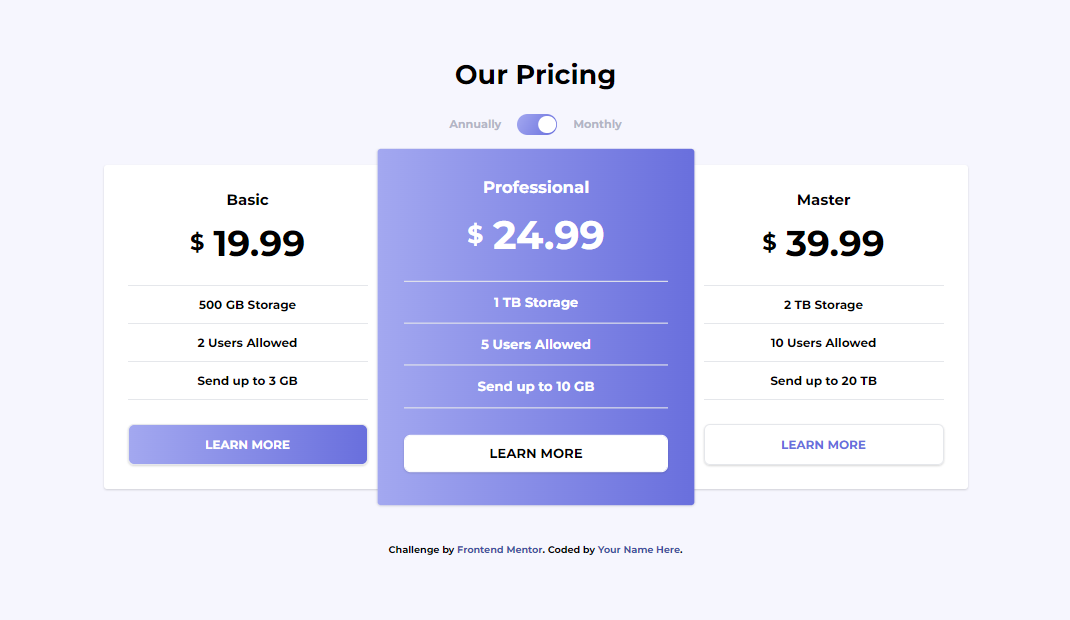 Our Pricing
Annually Monthly
Basic
$ 19.99
500 GB Storage
2 Users Allowed
Send up to 3 GB
LEARN MORE
Professional
$ 24.99
1 TB Storage
5 Users Allowed
Send up to 10 GB
LEARN MORE
Master
$ 39.99
2 TB Storage
10 Users Allowed
Send up to 20 TB
LEARN MORE
Challenge by Frontend Mentor. Coded by Your Name Here.